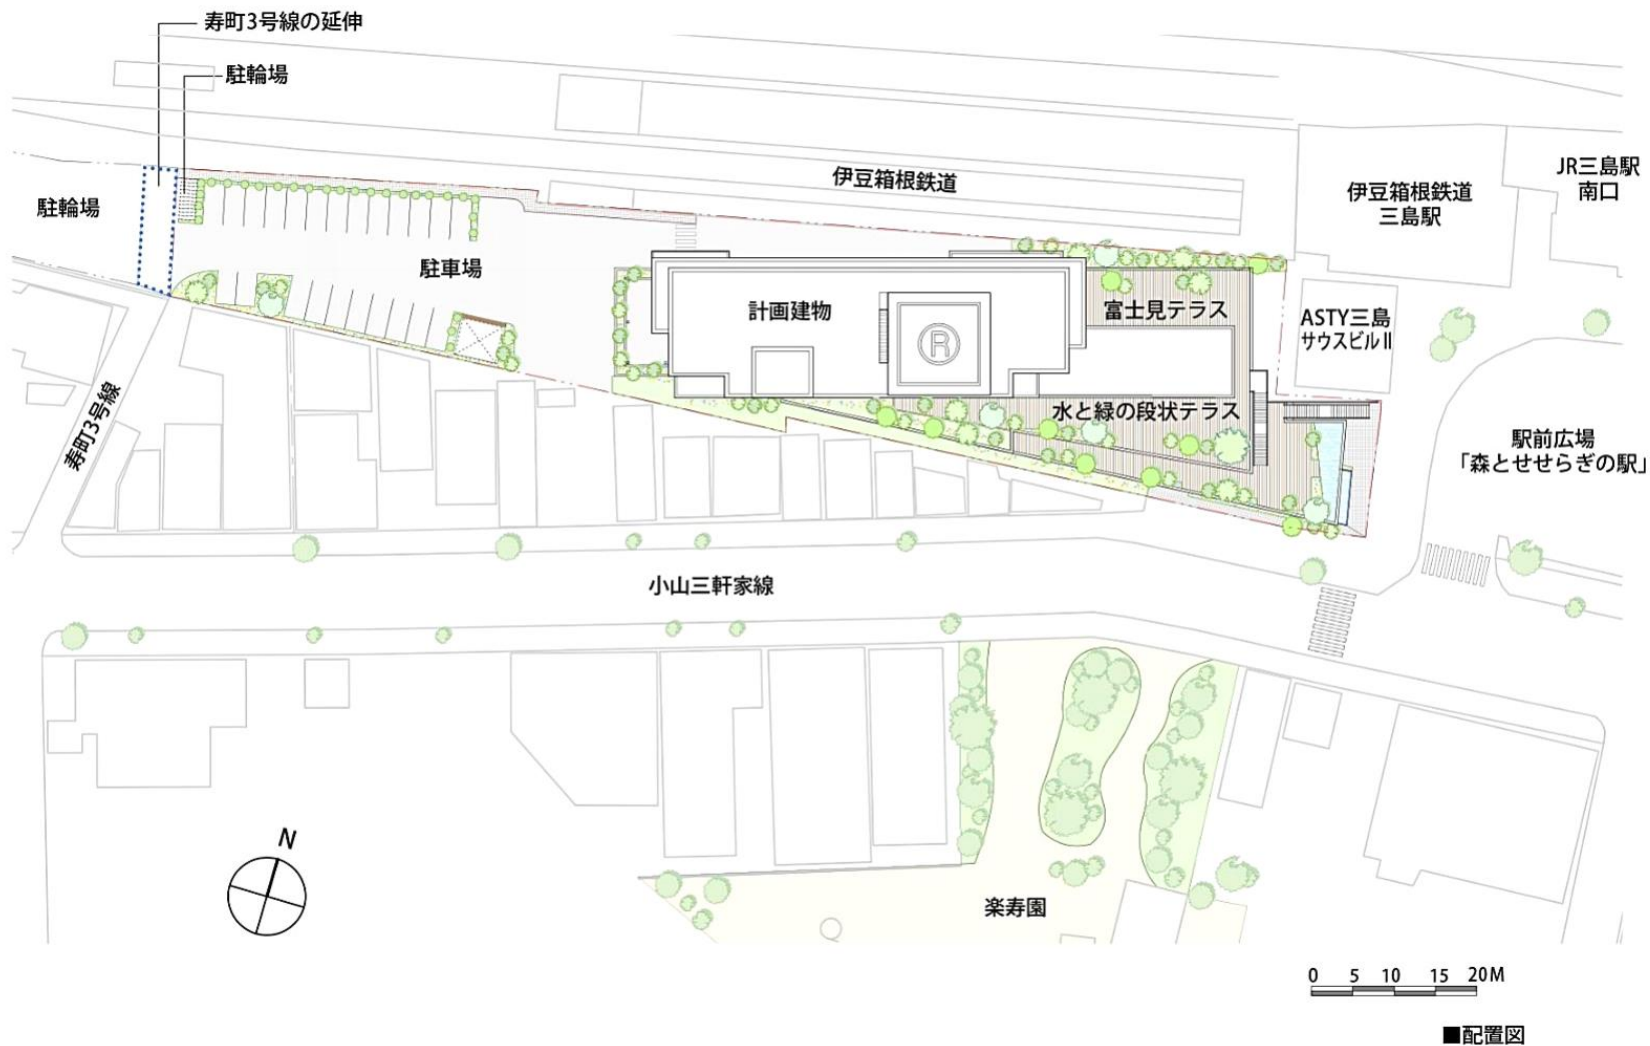 寿町3号線の延伸
駐輪場
伊豆箱根鉄道
JR三島駅
南口
伊豆箱根鉄道
三島駅
駐輪場
駐車場
計画建物
富士見テラス
ASTY三島
サウスビルⅡ
R
水と緑の段状テラス
寿町3号線
駅前広場
「森とせせらぎの駅」
小山三軒家線
N
楽寿園
0 5 10 15 20M
■配置図